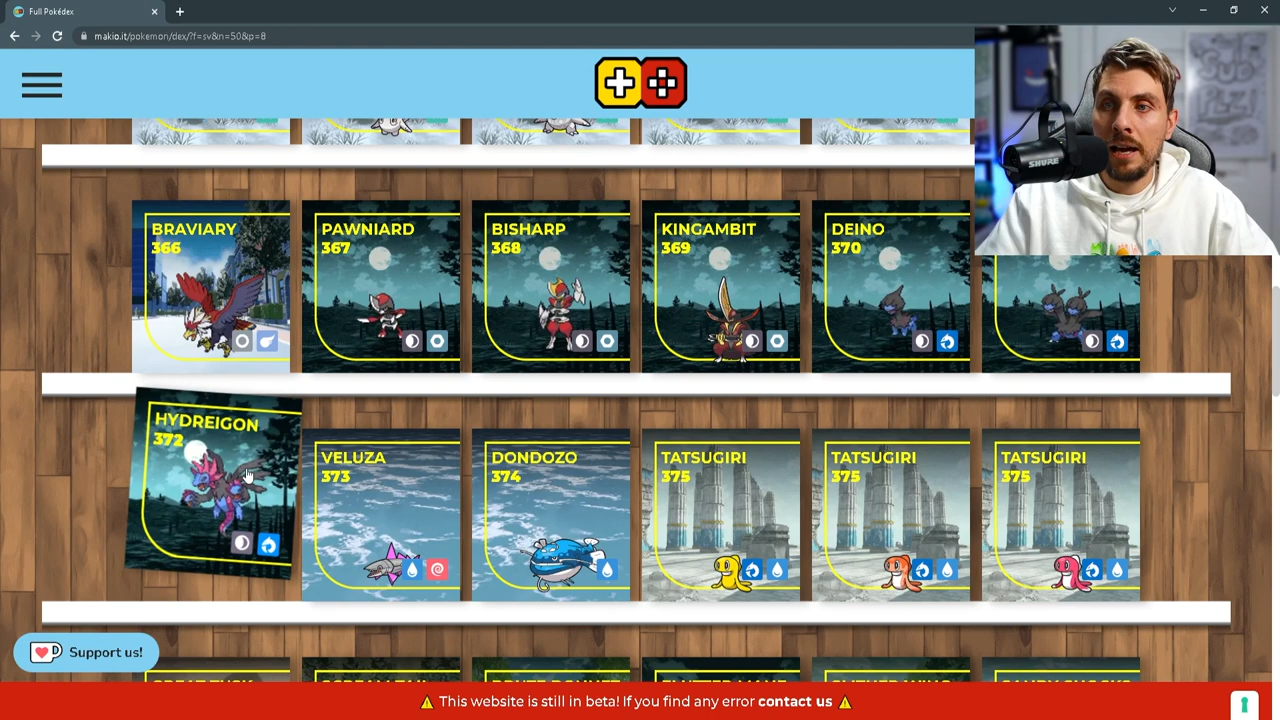 Full Pokédex
makio.it/pokemon/dex/?f=sv&n=50&p=8
SHURE
BRAVIARY
366
PAWNIARD
367
BISHARP
368
KINGAMBIT
369
DEINO
370
HYDREIGON
372
VELUZA
373
DONDOZO
374
TATSUGIRI
375
TATSUGIRI
375
TATSUGIRI
375
Support us!
⚠ This website is still in beta! If you find any error contact us ⚠